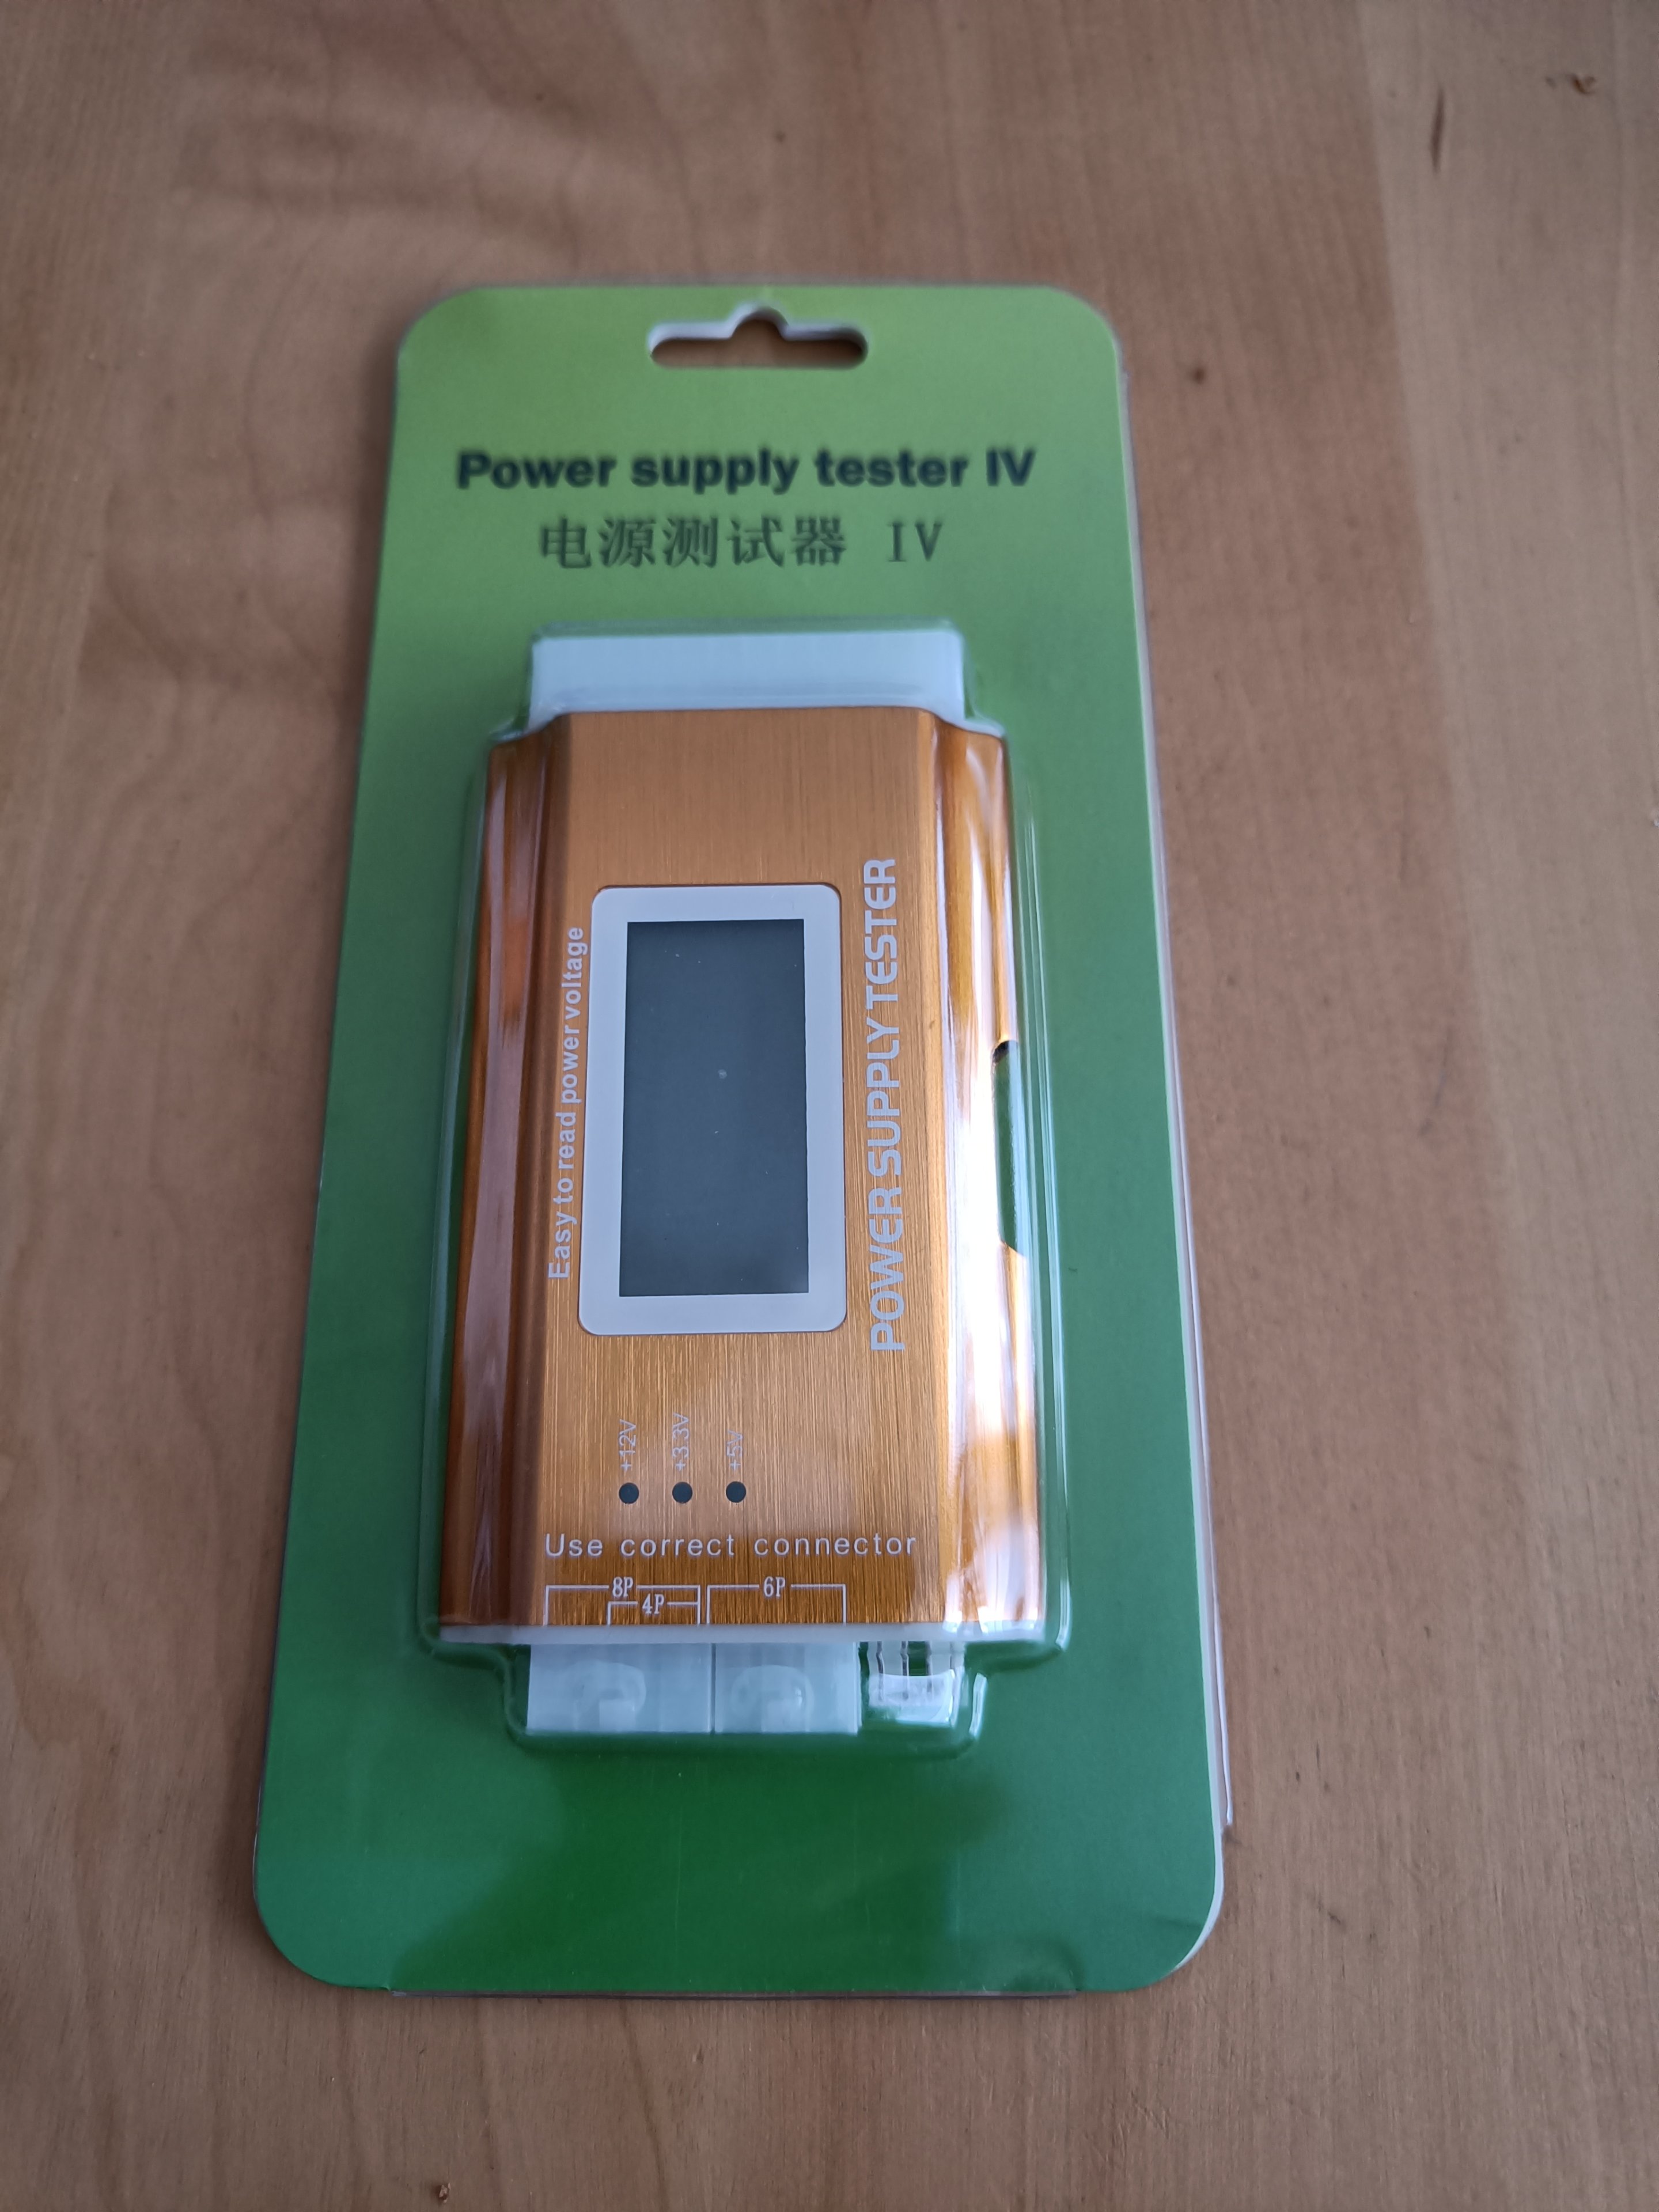 Power supply tester IV
电源测试器 IV
Easy to read power voltage
POWER SUPPLY TESTER
+12V
+3.3V
+5V
Use correct connector
8P
4P
6P